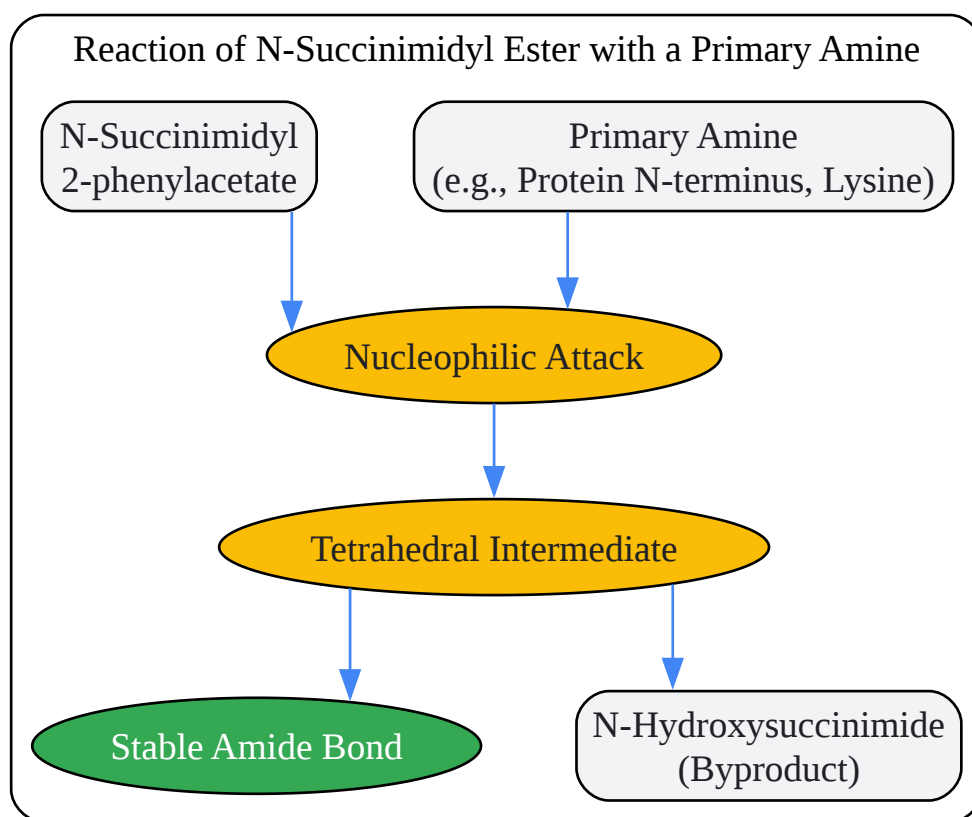 Reaction of N-Succinimidyl Ester with a Primary Amine
N-Succinimidyl
2-phenylacetate
Primary Amine
(e.g., Protein N-terminus, Lysine)
Nucleophilic Attack
Tetrahedral Intermediate
Stable Amide Bond
N-Hydroxysuccinimide
(Byproduct)